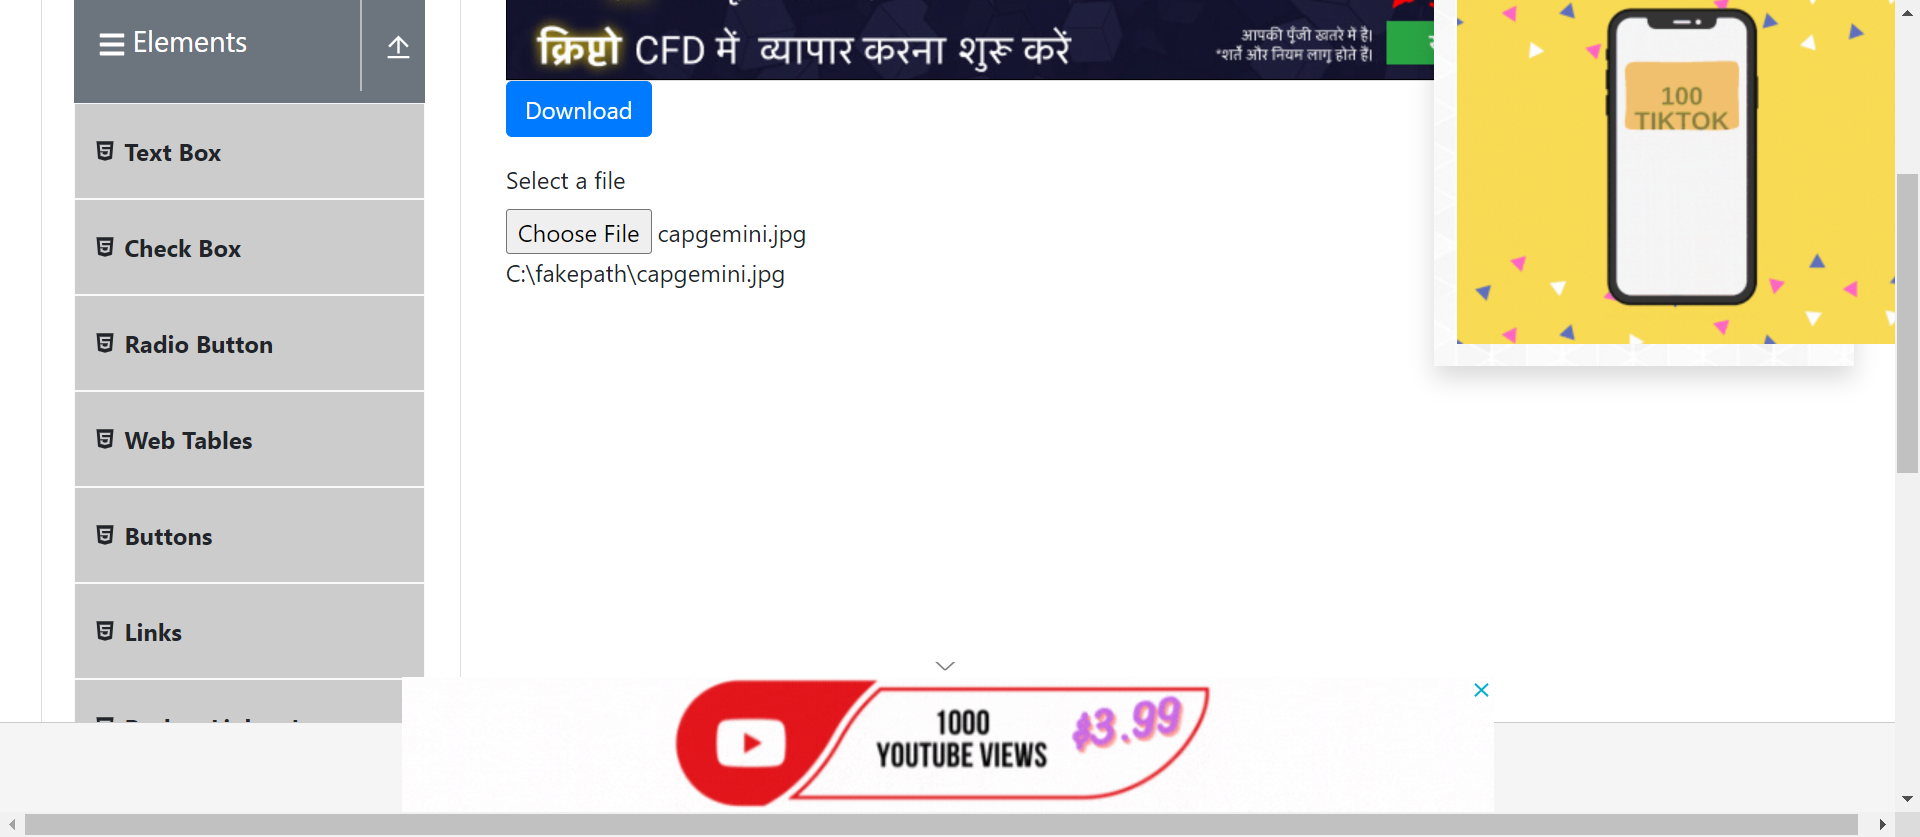 Elements
Text Box
Check Box
Radio Button
Web Tables
Buttons
Links
क्रिप्टो CFD में व्यापार करना शुरू करें
आपकी पूँजी खतरे में है।
*शर्तें और नियम लागू होते हैं।
Download
Select a file
Choose File capgemini.jpg
C:\fakepath\capgemini.jpg
100
TIKTOK
1000
YOUTUBE VIEWS
$3.99